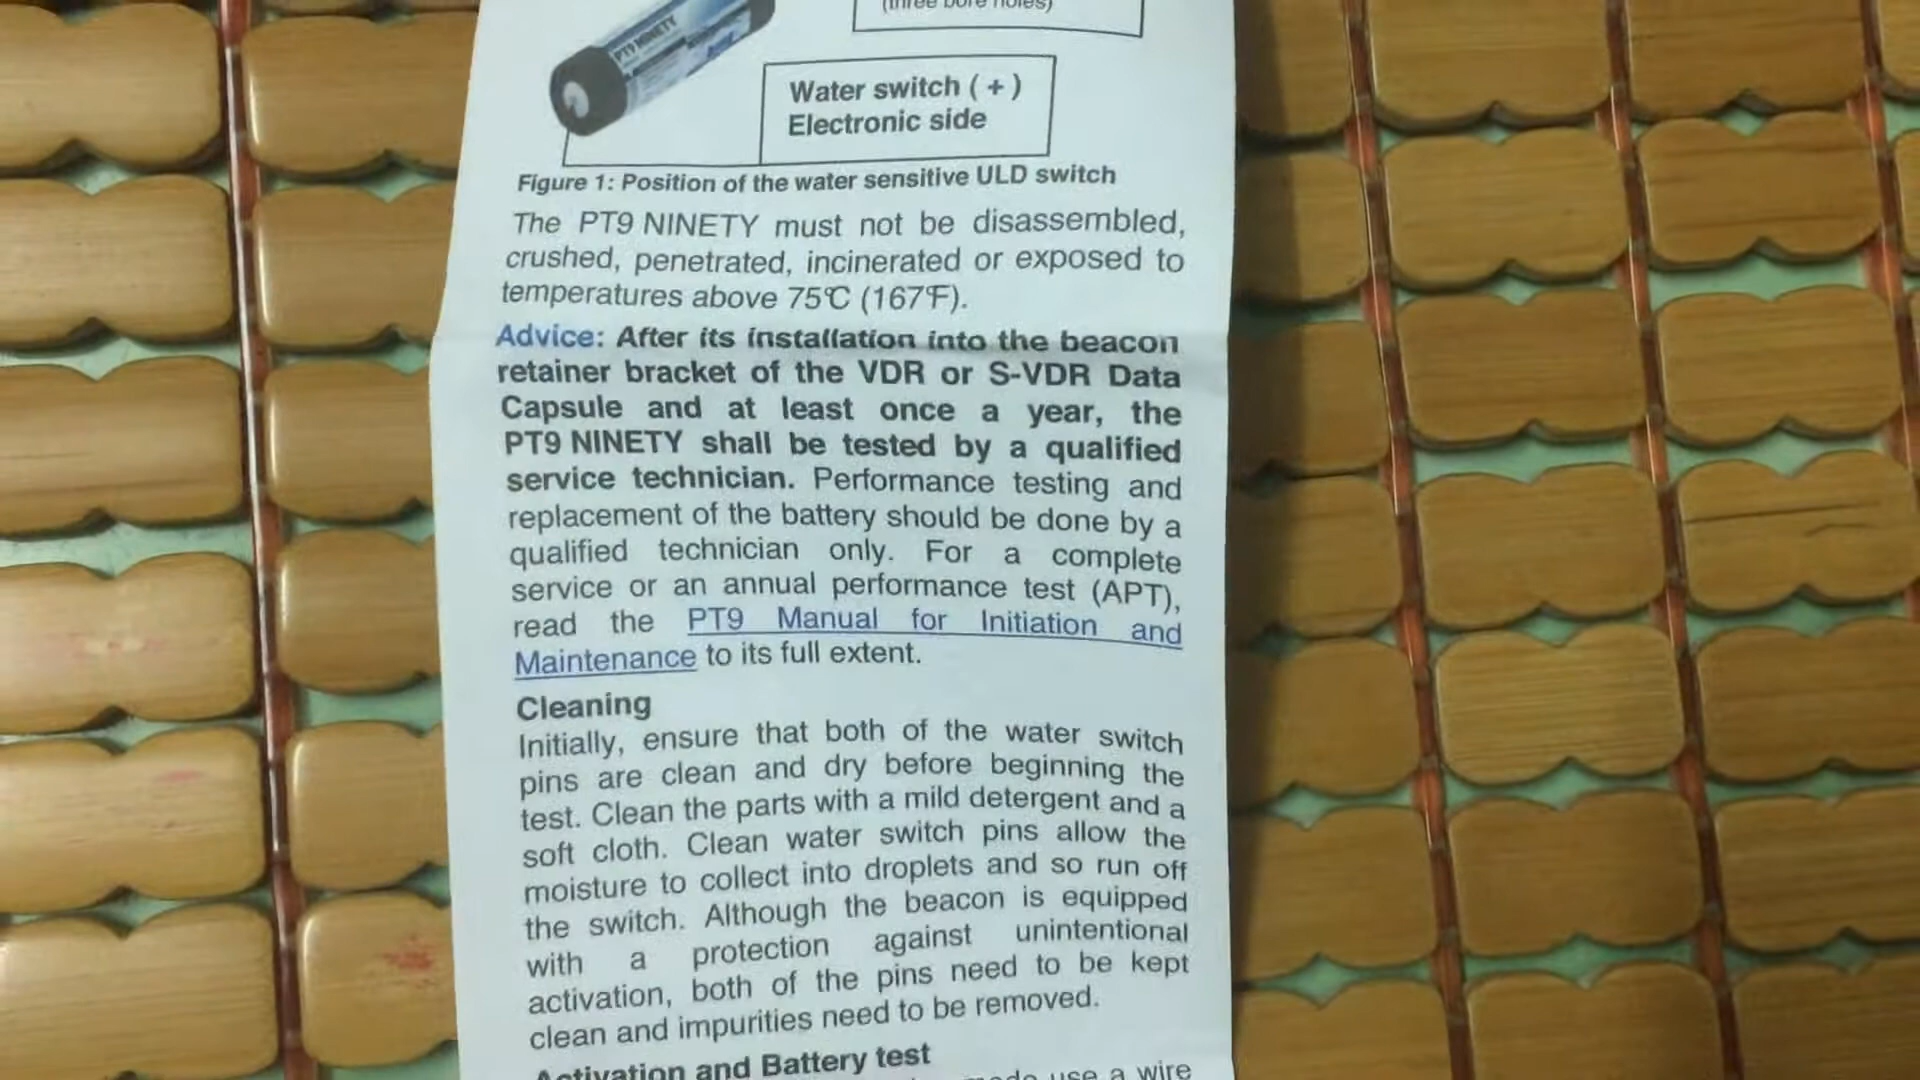 (three bore holes)
PT9 NINETY
Water switch ( + )
Electronic side
Figure 1: Position of the water sensitive ULD switch
The PT9 NINETY must not be disassembled,
crushed, penetrated, incinerated or exposed to
temperatures above 75℃ (167℉).
Advice: After its installation into the beacon
retainer bracket of the VDR or S-VDR Data
Capsule and at least once a year, the
PT9 NINETY shall be tested by a qualified
service technician. Performance testing and
replacement of the battery should be done by a
qualified technician only. For a complete
service or an annual performance test (APT),
read the PT9 Manual for Initiation and
Maintenance to its full extent.
Cleaning
Initially, ensure that both of the water switch
pins are clean and dry before beginning the
test. Clean the parts with a mild detergent and a
soft cloth. Clean water switch pins allow the
moisture to collect into droplets and so run off
the switch. Although the beacon is equipped
with a protection against unintentional
activation, both of the pins need to be kept
clean and impurities need to be removed.
Activation and Battery test
use a wire